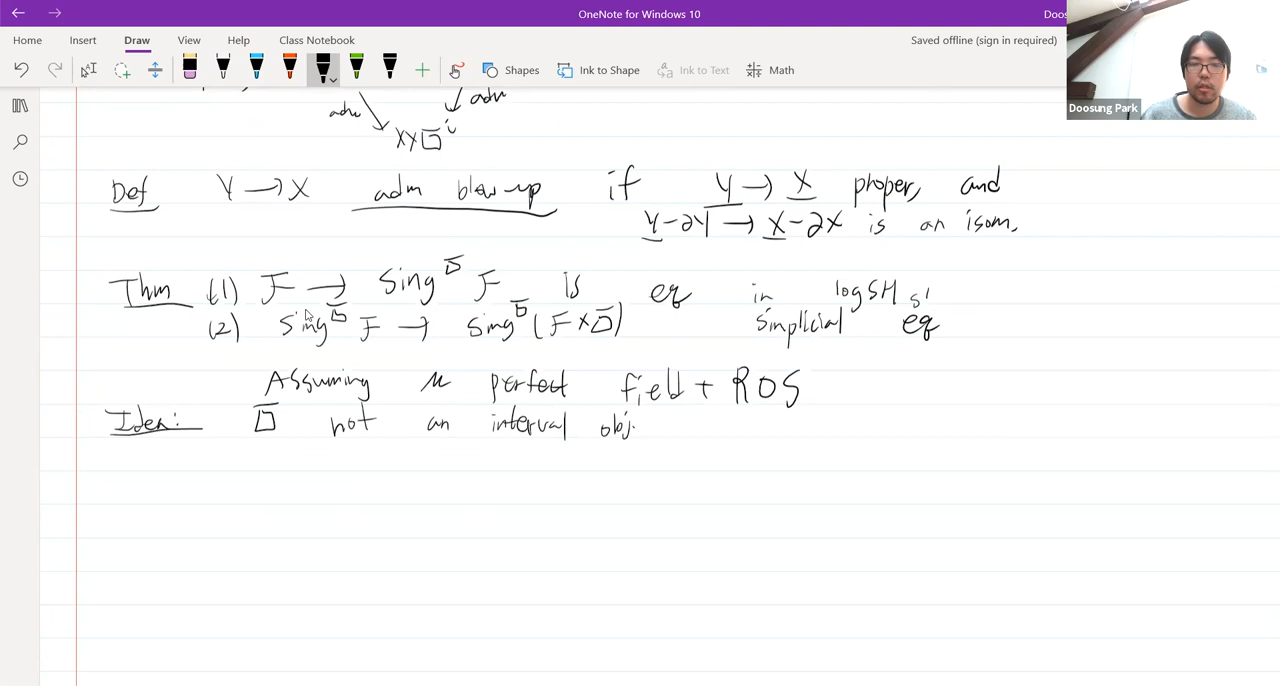 OneNote for Windows 10
Doos
Home Insert Draw View Help Class Notebook Saved offline (sign in required)
Shapes Ink to Shape Ink to Text Math
Doosung Park
adm adm
X × □̅ⁱ
Def Y → X adm blow-up if Y → X proper, and
Y-∂Y → X-∂X is an isom.
Thm (1) F → Sing^□̅ F is eq in logSH_S¹
(2) Sing^□̅ F → Sing^□̅ (F × □̅) simplicial eq
Assuming k perfect field + ROS
Idea: □̅ not an interval obj.